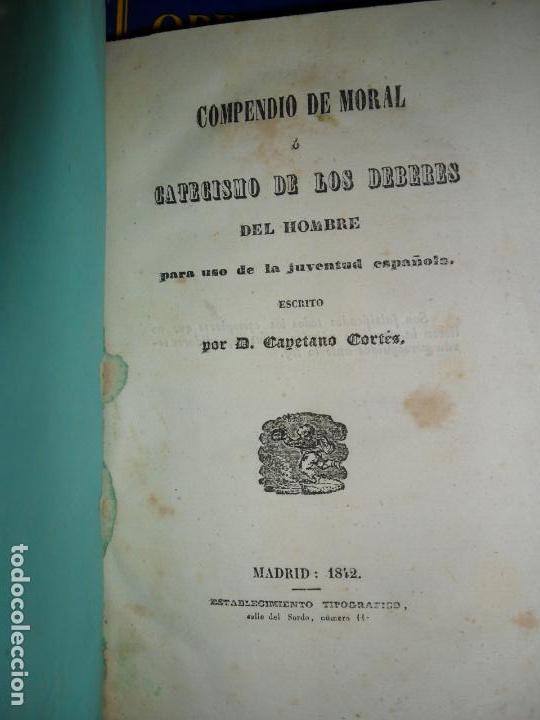 COMPENDIO DE MORAL
ó
CATECISMO DE LOS DEBERES
DEL HOMBRE
para uso de la juventud española.
ESCRITO
por D. Cayetano Cortés.
MADRID: 1842.
ESTABLECIMIENTO TIPOGRAFICO,
calle del Sordo, número 11.
todocoleccion